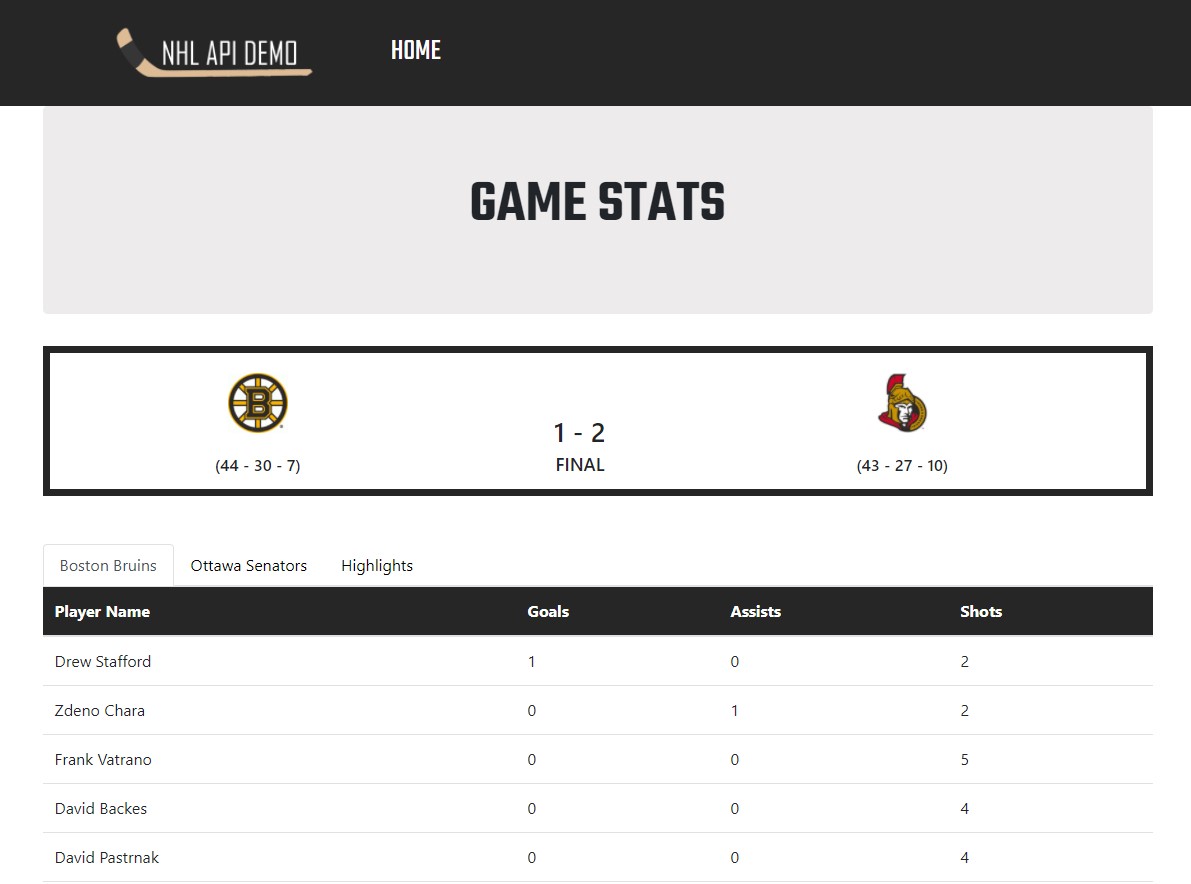 NHL API DEMO HOME
GAME STATS
B
1 - 2
(44 - 30 - 7) FINAL (43 - 27 - 10)
Boston Bruins Ottawa Senators Highlights
Player Name Goals Assists Shots
Drew Stafford 1 0 2
Zdeno Chara 0 1 2
Frank Vatrano 0 0 5
David Backes 0 0 4
David Pastrnak 0 0 4